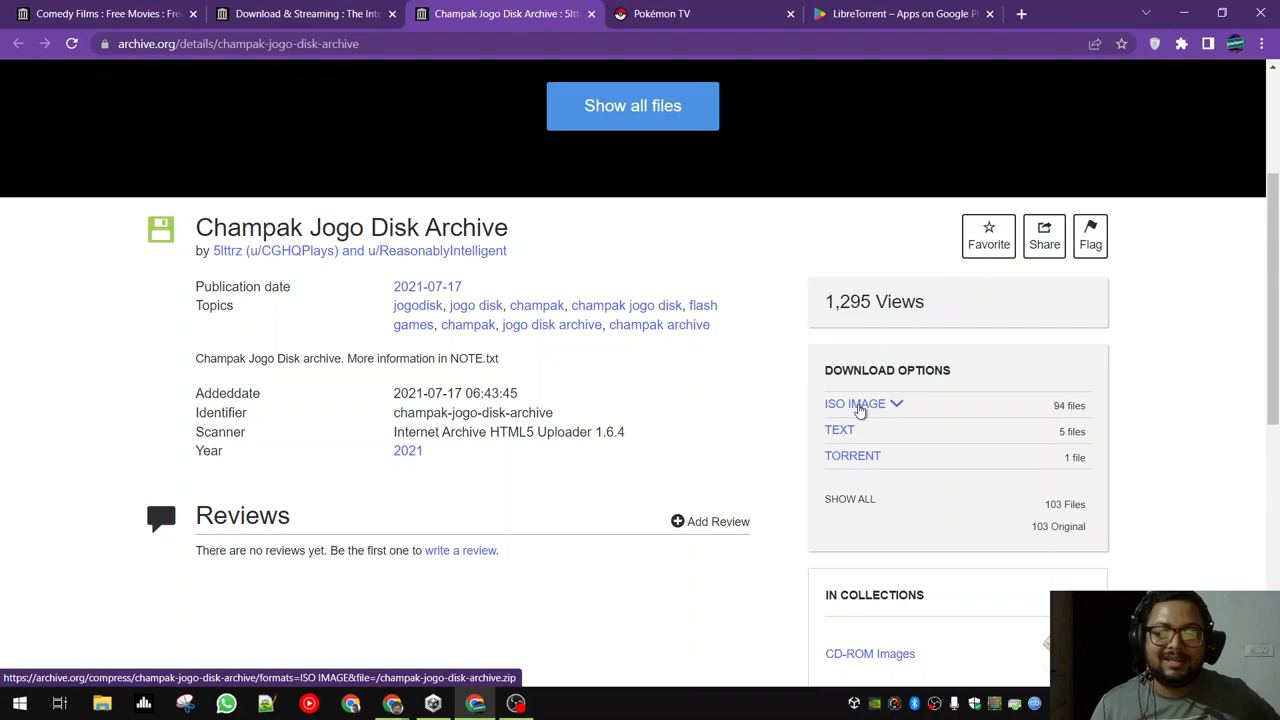 Comedy Films : Free Movies : Free
Download & Streaming : The Inte
Champak Jogo Disk Archive : 5ltt
Pokémon TV
LibreTorrent – Apps on Google P
archive.org/details/champak-jogo-disk-archive
Show all files
Champak Jogo Disk Archive
by 5lttrz (u/CGHQPlays) and u/ReasonablyIntelligent
Favorite
Share
Flag
Publication date 2021-07-17
Topics jogodisk, jogo disk, champak, champak jogo disk, flash
games, champak, jogo disk archive, champak archive
1,295 Views
Champak Jogo Disk archive. More information in NOTE.txt
DOWNLOAD OPTIONS
ISO IMAGE 94 files
TEXT 5 files
TORRENT 1 file
SHOW ALL 103 Files
103 Original
Addeddate 2021-07-17 06:43:45
Identifier champak-jogo-disk-archive
Scanner Internet Archive HTML5 Uploader 1.6.4
Year 2021
Reviews
Add Review
There are no reviews yet. Be the first one to write a review.
IN COLLECTIONS
CD-ROM Images
https://archive.org/compress/champak-jogo-disk-archive/formats=ISO IMAGE&file=/champak-jogo-disk-archive.zip